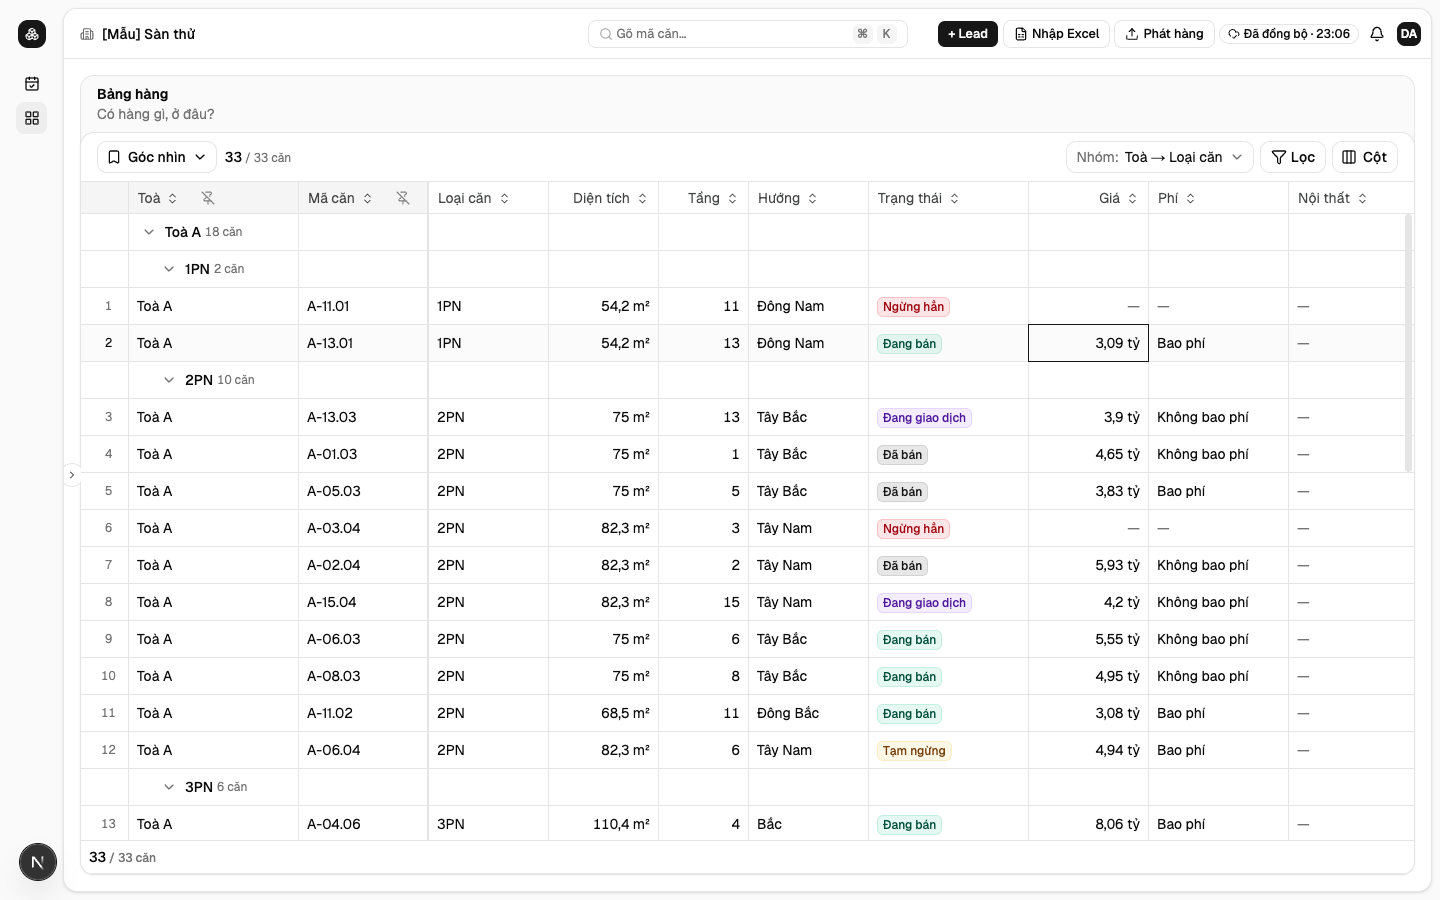 [Mẫu] Sàn thử
Gõ mã căn...
⌘ K
+ Lead
Nhập Excel
Phát hàng
Đã đồng bộ · 23:06
DA
Bảng hàng
Có hàng gì, ở đâu?
Góc nhìn
33 / 33 căn
Nhóm: Toà → Loại căn
Lọc
Cột
Toà Mã căn Loại căn Diện tích Tầng Hướng Trạng thái Giá Phí Nội thất
Toà A 18 căn
1PN 2 căn
1 Toà A A-11.01 1PN 54,2 m² 11 Đông Nam Ngừng hẳn — — —
2 Toà A A-13.01 1PN 54,2 m² 13 Đông Nam Đang bán 3,09 tỷ Bao phí —
2PN 10 căn
3 Toà A A-13.03 2PN 75 m² 13 Tây Bắc Đang giao dịch 3,9 tỷ Không bao phí —
4 Toà A A-01.03 2PN 75 m² 1 Tây Bắc Đã bán 4,65 tỷ Không bao phí —
5 Toà A A-05.03 2PN 75 m² 5 Tây Bắc Đã bán 3,83 tỷ Bao phí —
6 Toà A A-03.04 2PN 82,3 m² 3 Tây Nam Ngừng hẳn — — —
7 Toà A A-02.04 2PN 82,3 m² 2 Tây Nam Đã bán 5,93 tỷ Không bao phí —
8 Toà A A-15.04 2PN 82,3 m² 15 Tây Nam Đang giao dịch 4,2 tỷ Không bao phí —
9 Toà A A-06.03 2PN 75 m² 6 Tây Bắc Đang bán 5,55 tỷ Không bao phí —
10 Toà A A-08.03 2PN 75 m² 8 Tây Bắc Đang bán 4,95 tỷ Không bao phí —
11 Toà A A-11.02 2PN 68,5 m² 11 Đông Bắc Đang bán 3,08 tỷ Bao phí —
12 Toà A A-06.04 2PN 82,3 m² 6 Tây Nam Tạm ngừng 4,94 tỷ Bao phí —
3PN 6 căn
13 Toà A A-04.06 3PN 110,4 m² 4 Bắc Đang bán 8,06 tỷ Bao phí —
33 / 33 căn
N